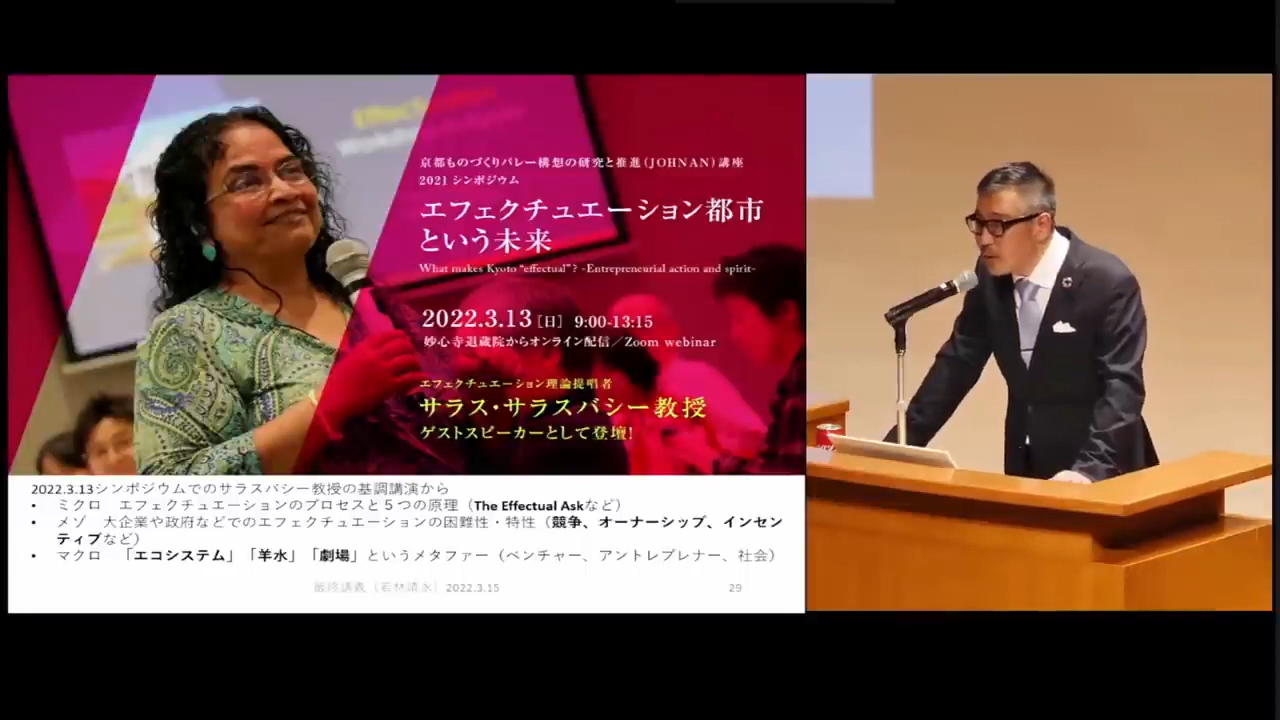 京都ものづくりバレー構想の研究と推進(JOHNAN)講座
2021 シンポジウム
エフェクチュエーション都市
という未来
What makes Kyoto "effectual"? -Entrepreneurial action and spirit-
2022.3.13[日] 9:00-13:15
妙心寺退蔵院からオンライン配信/Zoom webinar
エフェクチュエーション理論提唱者
サラス・サラスバシー教授
ゲストスピーカーとして登壇!
2022.3.13シンポジウムでのサラスバシー教授の基調講演から
• ミクロ エフェクチュエーションのプロセスと5つの原理(The Effectual Askなど)
• メゾ 大企業や政府などでのエフェクチュエーションの困難性・特性(競争、オーナーシップ、インセン
ティブなど)
• マクロ 「エコシステム」「羊水」「劇場」というメタファー(ベンチャー、アントレプレナー、社会)
最終講義(若林靖永)2022.3.15
29